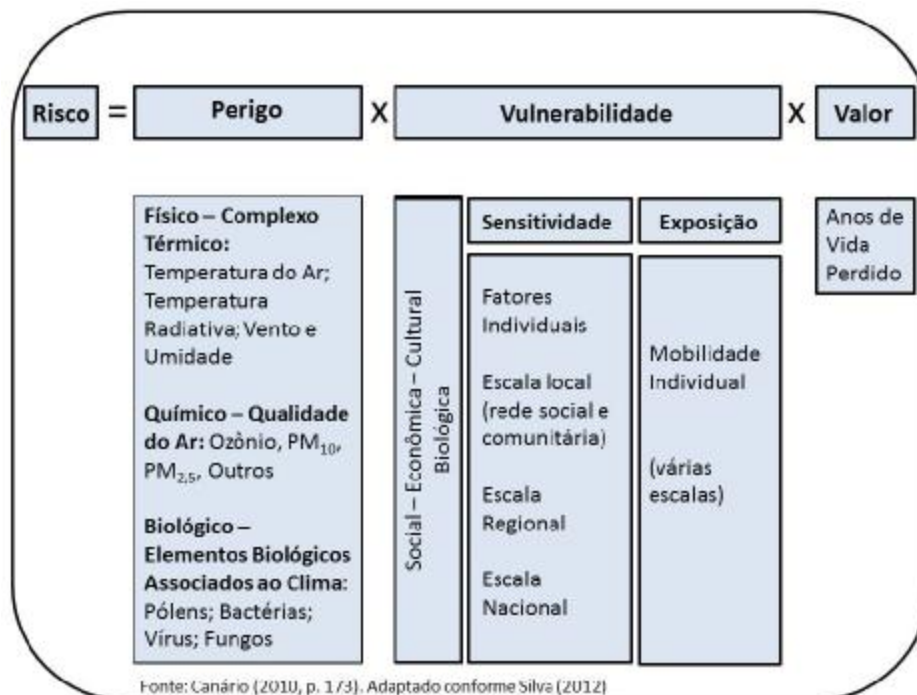 Risco = Perigo X Vulnerabilidade X Valor
Físico – Complexo
Térmico:
Temperatura do Ar;
Temperatura
Radiativa; Vento e
Umidade
Químico – Qualidade
do Ar: Ozônio, PM₁₀,
PM₂,₅, Outros
Biológico –
Elementos Biológicos
Associados ao Clima:
Pólens; Bactérias;
Vírus; Fungos
Social – Econômica – Cultural
Biológica
Sensitividade
Fatores
Individuais
Escala local
(rede social e
comunitária)
Escala
Regional
Escala
Nacional
Exposição
Mobilidade
Individual
(várias
escalas)
Anos de
Vida
Perdido
Fonte: Canário (2010, p. 173). Adaptado conforme Silva (2012)